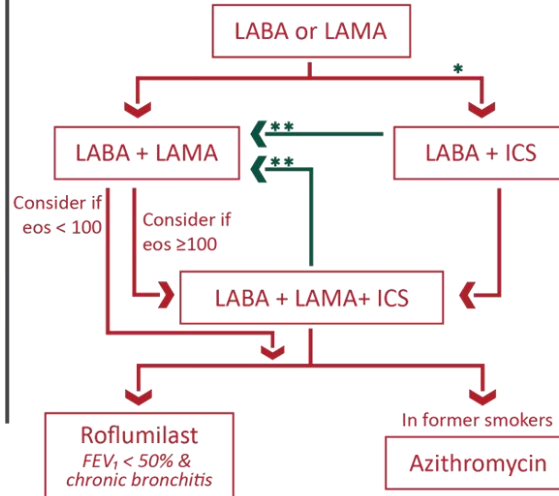 LABA or LAMA
*
LABA + LAMA
**
**
LABA + ICS
Consider if
eos < 100
Consider if
eos ≥100
LABA + LAMA+ ICS
Roflumilast
FEV₁ < 50% &
chronic bronchitis
In former smokers
Azithromycin